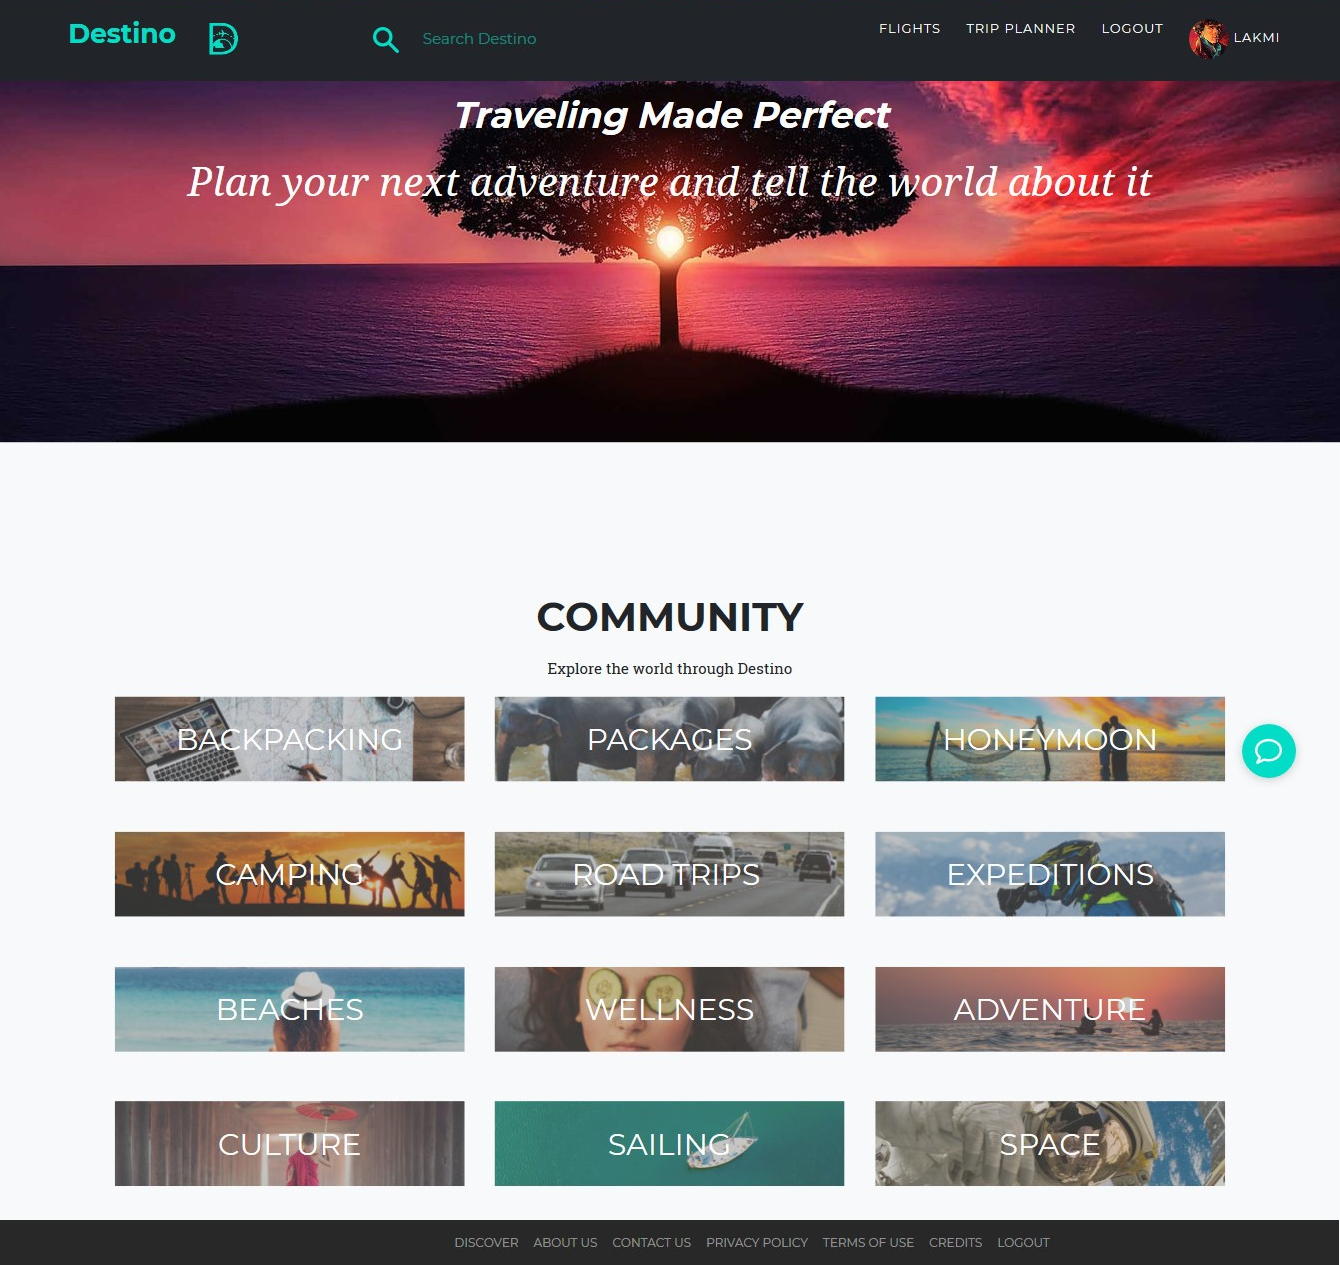 Destino
Search Destino
FLIGHTS TRIP PLANNER LOGOUT LAKMI
Traveling Made Perfect
Plan your next adventure and tell the world about it
COMMUNITY
Explore the world through Destino
BACKPACKING
PACKAGES
HONEYMOON
CAMPING
ROAD TRIPS
EXPEDITIONS
BEACHES
WELLNESS
ADVENTURE
CULTURE
SAILING
SPACE
DISCOVER ABOUT US CONTACT US PRIVACY POLICY TERMS OF USE CREDITS LOGOUT